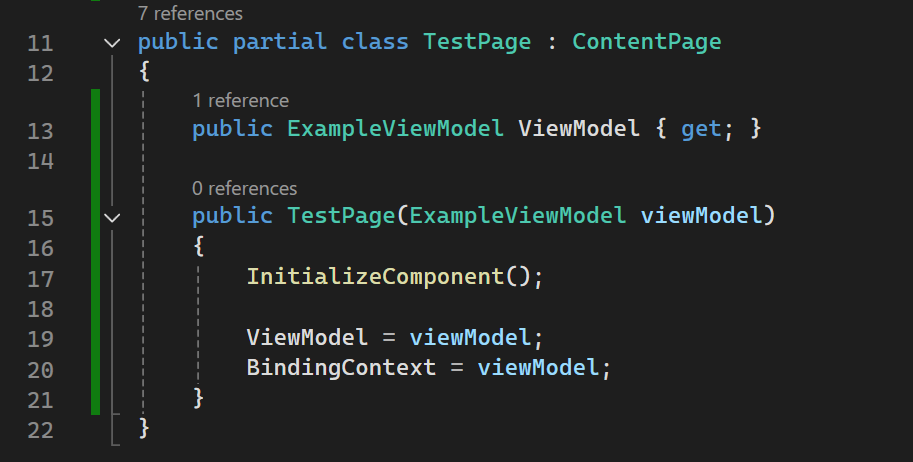 7 references
11 public partial class TestPage : ContentPage
12 {
1 reference
13 public ExampleViewModel ViewModel { get; }
14
0 references
15 public TestPage(ExampleViewModel viewModel)
16 {
17 InitializeComponent();
18
19 ViewModel = viewModel;
20 BindingContext = viewModel;
21 }
22 }